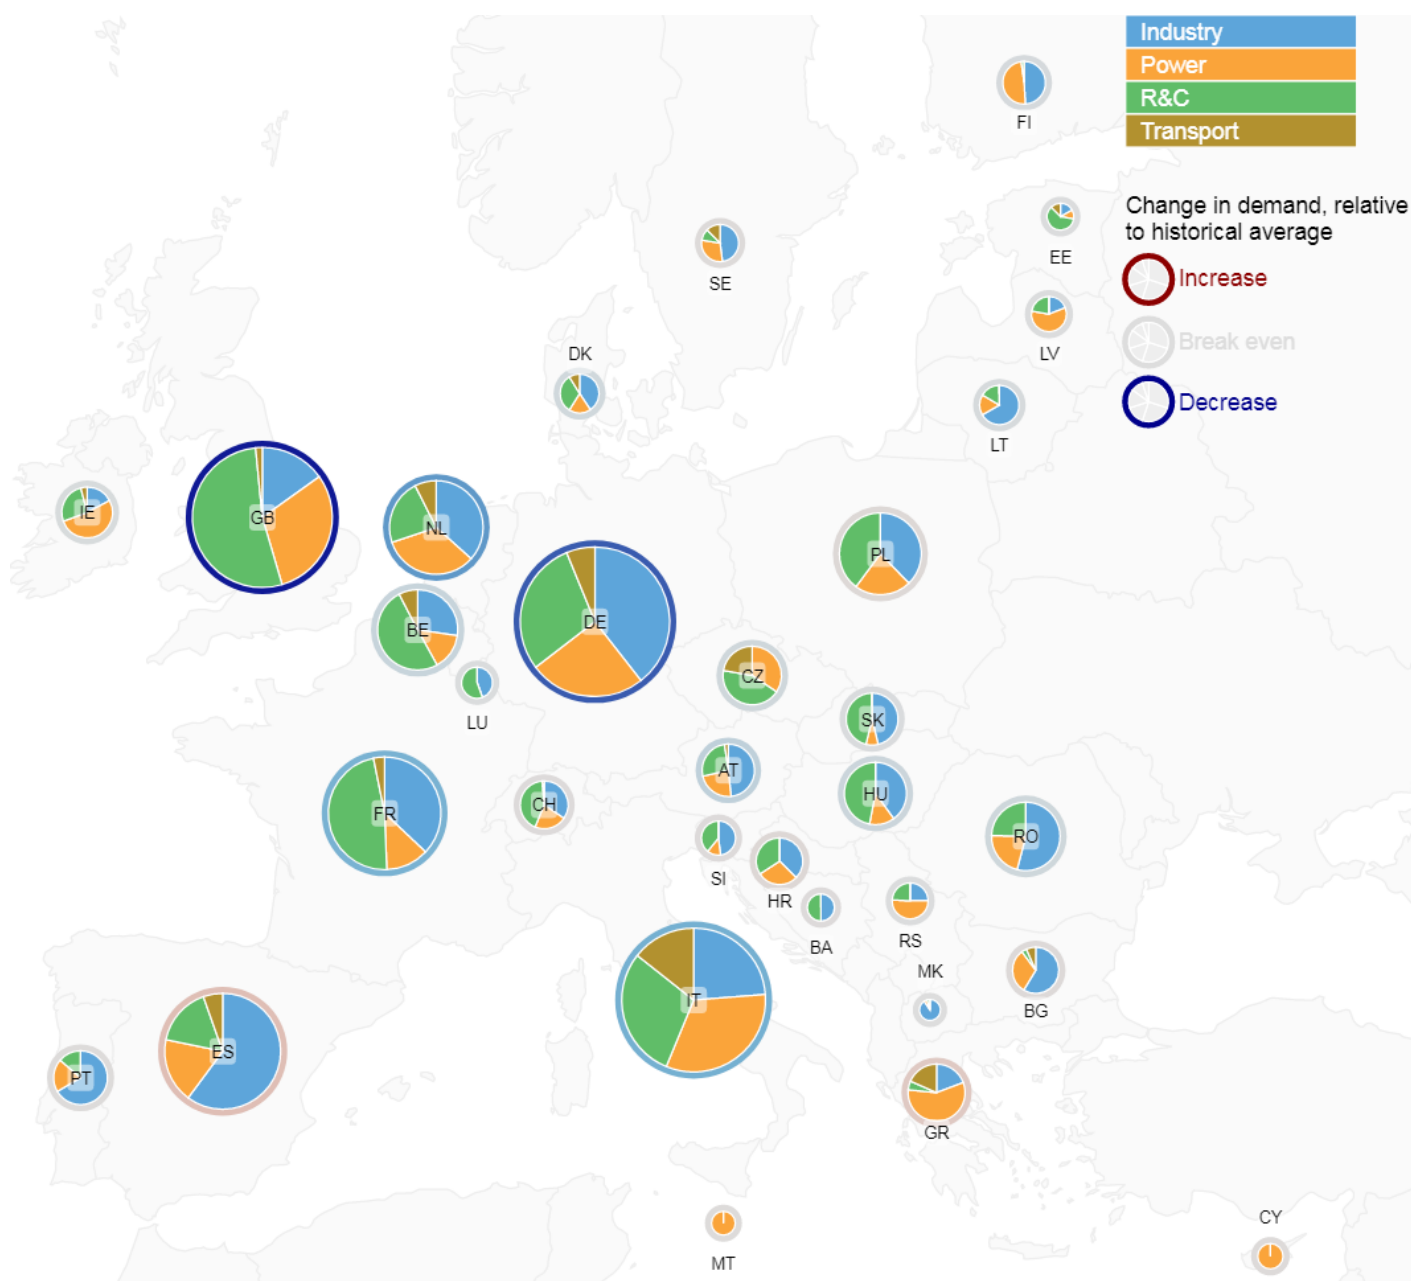 Industry
Power
R&C
Transport
FI
Change in demand, relative
to historical average
EE
Increase
SE
Break even
LV
DK
Decrease
LT
IE
GB
NL
PL
DE
BE
CZ
LU
SK
AT
HU
CH
FR
RO
SI
HR
BA
RS
MK
IT
BG
ES
PT
GR
CY
MT